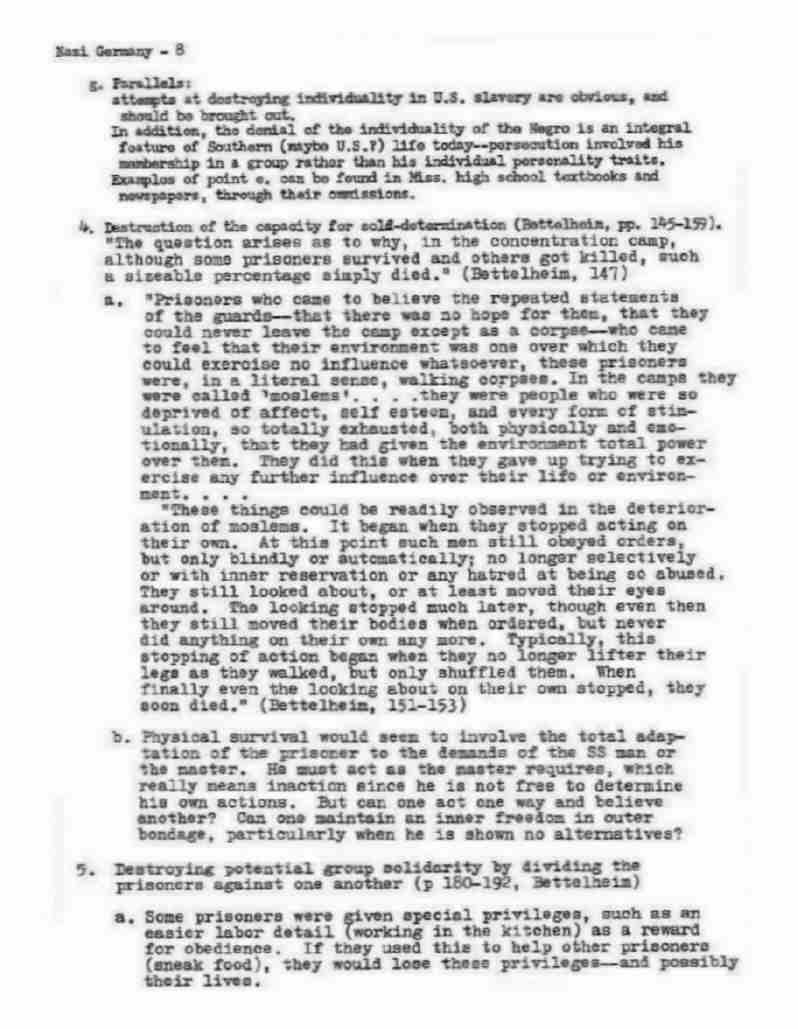 Nazi Germany - 8
g. Parallels:
attempts at destroying individuality in U.S. slavery are obvious, and
should be brought out.
In addition, the denial of the individuality of the Negro is an integral
feature of Southern (maybe U.S.?) life today--persecution involved his
membership in a group rather than his individual personality traits.
Examples of point e. can be found in Miss. high school textbooks and
newspapers, through their ommissions.
4. Destruction of the capacity for self-determination (Bettelheim, pp. 145-159).
"The question arises as to why, in the concentration camp,
although some prisoners survived and others got killed, such
a sizeable percentage simply died." (Bettelheim, 147)
a. "Prisoners who came to believe the repeated statements
of the guards--that there was no hope for them, that they
could never leave the camp except as a corpse--who came
to feel that their environment was one over which they
could exercise no influence whatsoever, these prisoners
were, in a literal sense, walking corpses. In the camps they
were called 'moslems'. . . .they were people who were so
deprived of affect, self esteem, and every form of stim-
ulation, so totally exhausted, both physically and emo-
tionally, that they had given the environment total power
over them. They did this when they gave up trying to ex-
ercise any further influence over their life or environ-
ment. . . .
"These things could be readily observed in the deterior-
ation of moslems. It began when they stopped acting on
their own. At this point such men still obeyed orders,
but only blindly or automatically; no longer selectively
or with inner reservation or any hatred at being so abused.
They still looked about, or at least moved their eyes
around. The looking stopped much later, though even then
they still moved their bodies when ordered, but never
did anything on their own any more. Typically, this
stopping of action began when they no longer lifter their
legs as they walked, but only shuffled them. When
finally even the looking about on their own stopped, they
soon died." (Bettelheim, 151-153)
b. Physical survival would seem to involve the total adap-
tation of the prisoner to the demands of the SS man or
the master. He must act as the master requires, which
really means inaction since he is not free to determine
his own actions. But can one act one way and believe
another? Can one maintain an inner freedom in outer
bondage, particularly when he is shown no alternatives?
5. Destroying potential group solidarity by dividing the
prisoners against one another (p 180-192, Bettelheim)
a. Some prisoners were given special privileges, such as an
easier labor detail (working in the kitchen) as a reward
for obedience. If they used this to help other prisoners
(sneak food), they would lose these privileges--and possibly
their lives.